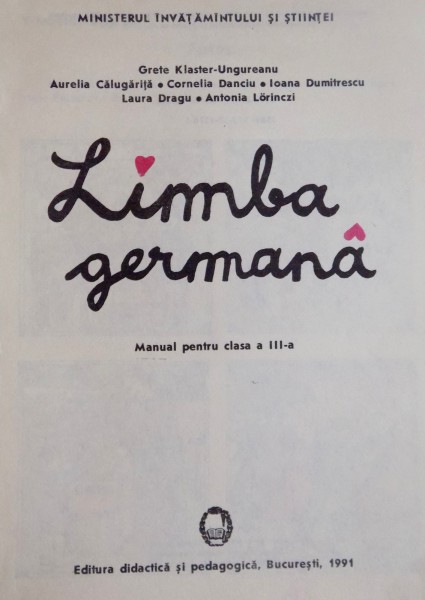 MINISTERUL ÎNVĂȚĂMÎNTULUI ȘI ȘTIINȚEI
Grete Klaster-Ungureanu
Aurelia Călugăriță • Cornelia Danciu • Ioana Dumitrescu
Laura Dragu • Antonia Lörinczi
Limba
germană
Manual pentru clasa a III-a
Editura didactică și pedagogică, București, 1991